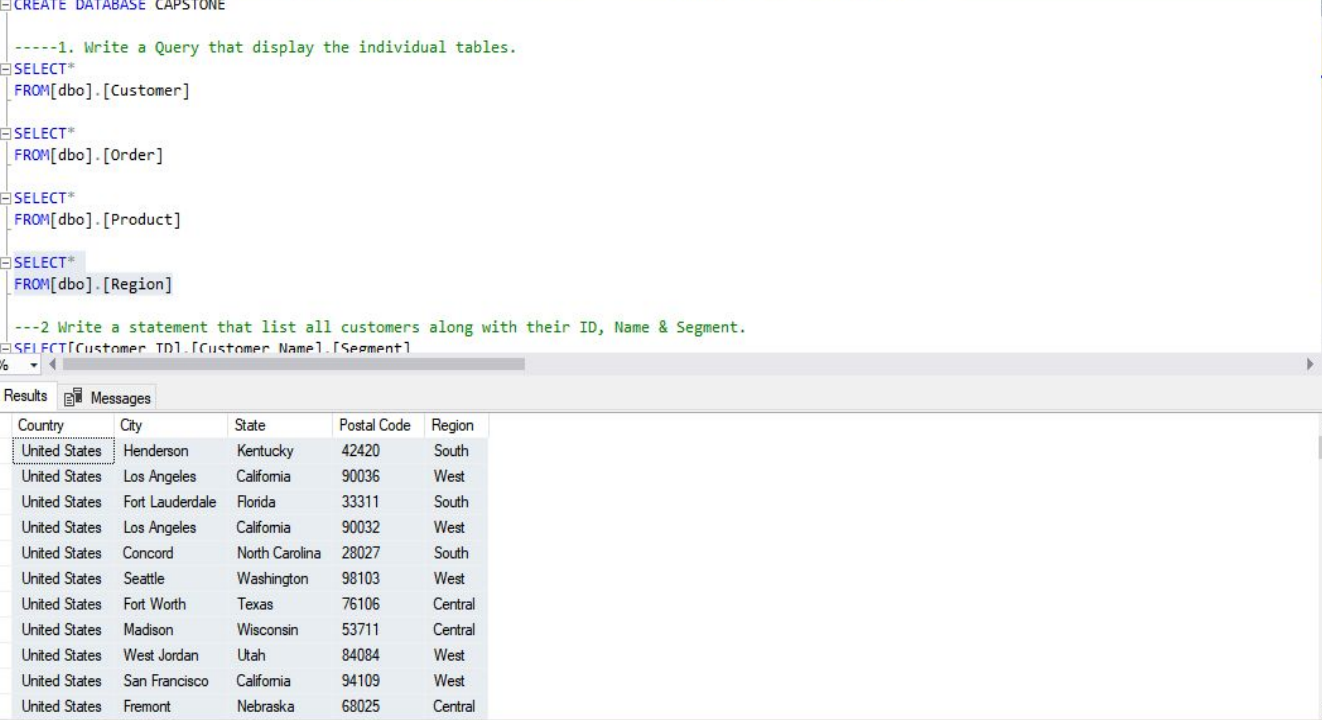 CREATE DATABASE CAPSTONE
-----1. Write a Query that display the individual tables.
SELECT*
FROM[dbo].[Customer]
SELECT*
FROM[dbo].[Order]
SELECT*
FROM[dbo].[Product]
SELECT*
FROM[dbo].[Region]
---2 Write a statement that list all customers along with their ID, Name & Segment.
SELECT[Customer_ID],[Customer_Name],[Segment]
%
Results Messages
Country City State Postal Code Region
United States Henderson Kentucky 42420 South
United States Los Angeles California 90036 West
United States Fort Lauderdale Florida 33311 South
United States Los Angeles California 90032 West
United States Concord North Carolina 28027 South
United States Seattle Washington 98103 West
United States Fort Worth Texas 76106 Central
United States Madison Wisconsin 53711 Central
United States West Jordan Utah 84084 West
United States San Francisco California 94109 West
United States Fremont Nebraska 68025 Central